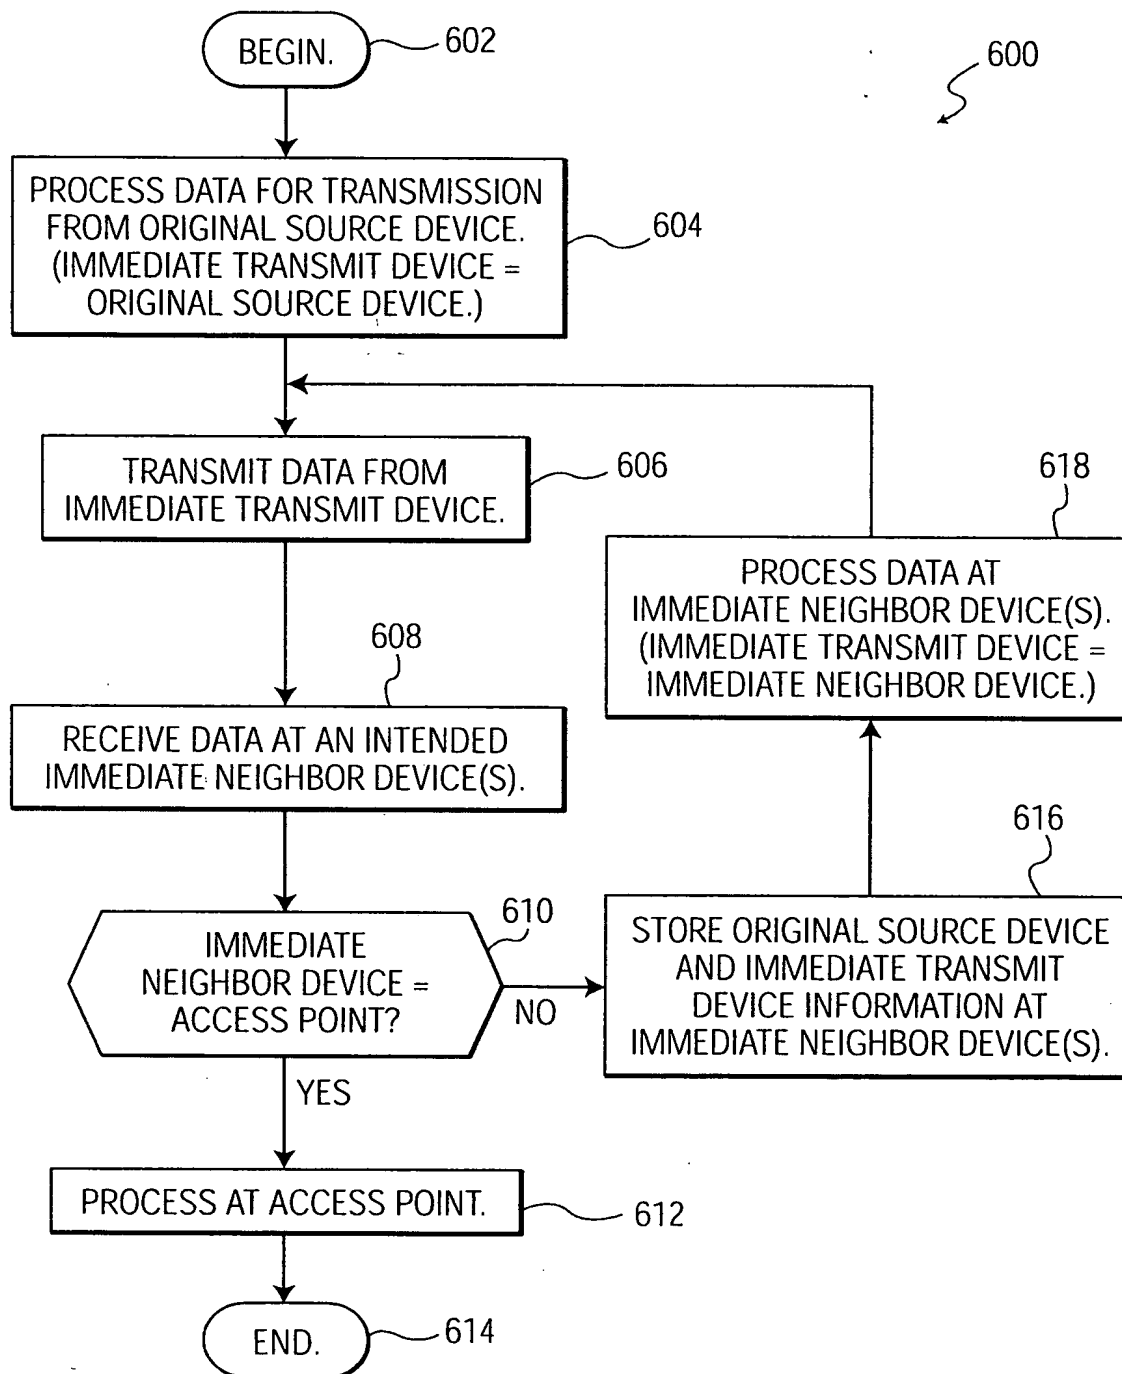 BEGIN.
602
600
PROCESS DATA FOR TRANSMISSION
FROM ORIGINAL SOURCE DEVICE.
(IMMEDIATE TRANSMIT DEVICE =
ORIGINAL SOURCE DEVICE.)
604
TRANSMIT DATA FROM
IMMEDIATE TRANSMIT DEVICE.
606
618
PROCESS DATA AT
IMMEDIATE NEIGHBOR DEVICE(S).
(IMMEDIATE TRANSMIT DEVICE =
IMMEDIATE NEIGHBOR DEVICE.)
608
RECEIVE DATA AT AN INTENDED
IMMEDIATE NEIGHBOR DEVICE(S).
616
STORE ORIGINAL SOURCE DEVICE
AND IMMEDIATE TRANSMIT
DEVICE INFORMATION AT
IMMEDIATE NEIGHBOR DEVICE(S).
610
IMMEDIATE
NEIGHBOR DEVICE =
ACCESS POINT?
NO
YES
PROCESS AT ACCESS POINT.
612
END.
614